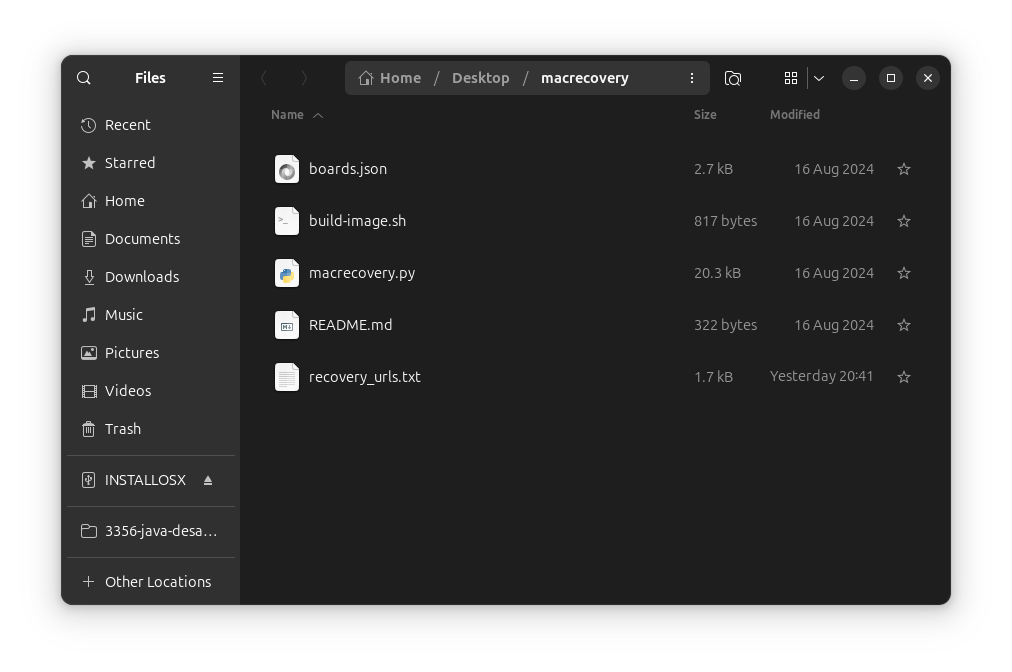 Files
Home / Desktop / macrecovery
Recent
Starred
Home
Documents
Downloads
Music
Pictures
Videos
Trash
INSTALLOSX
3356-java-desa…
Other Locations
Name Size Modified
boards.json 2.7 kB 16 Aug 2024
build-image.sh 817 bytes 16 Aug 2024
macrecovery.py 20.3 kB 16 Aug 2024
README.md 322 bytes 16 Aug 2024
recovery_urls.txt 1.7 kB Yesterday 20:41